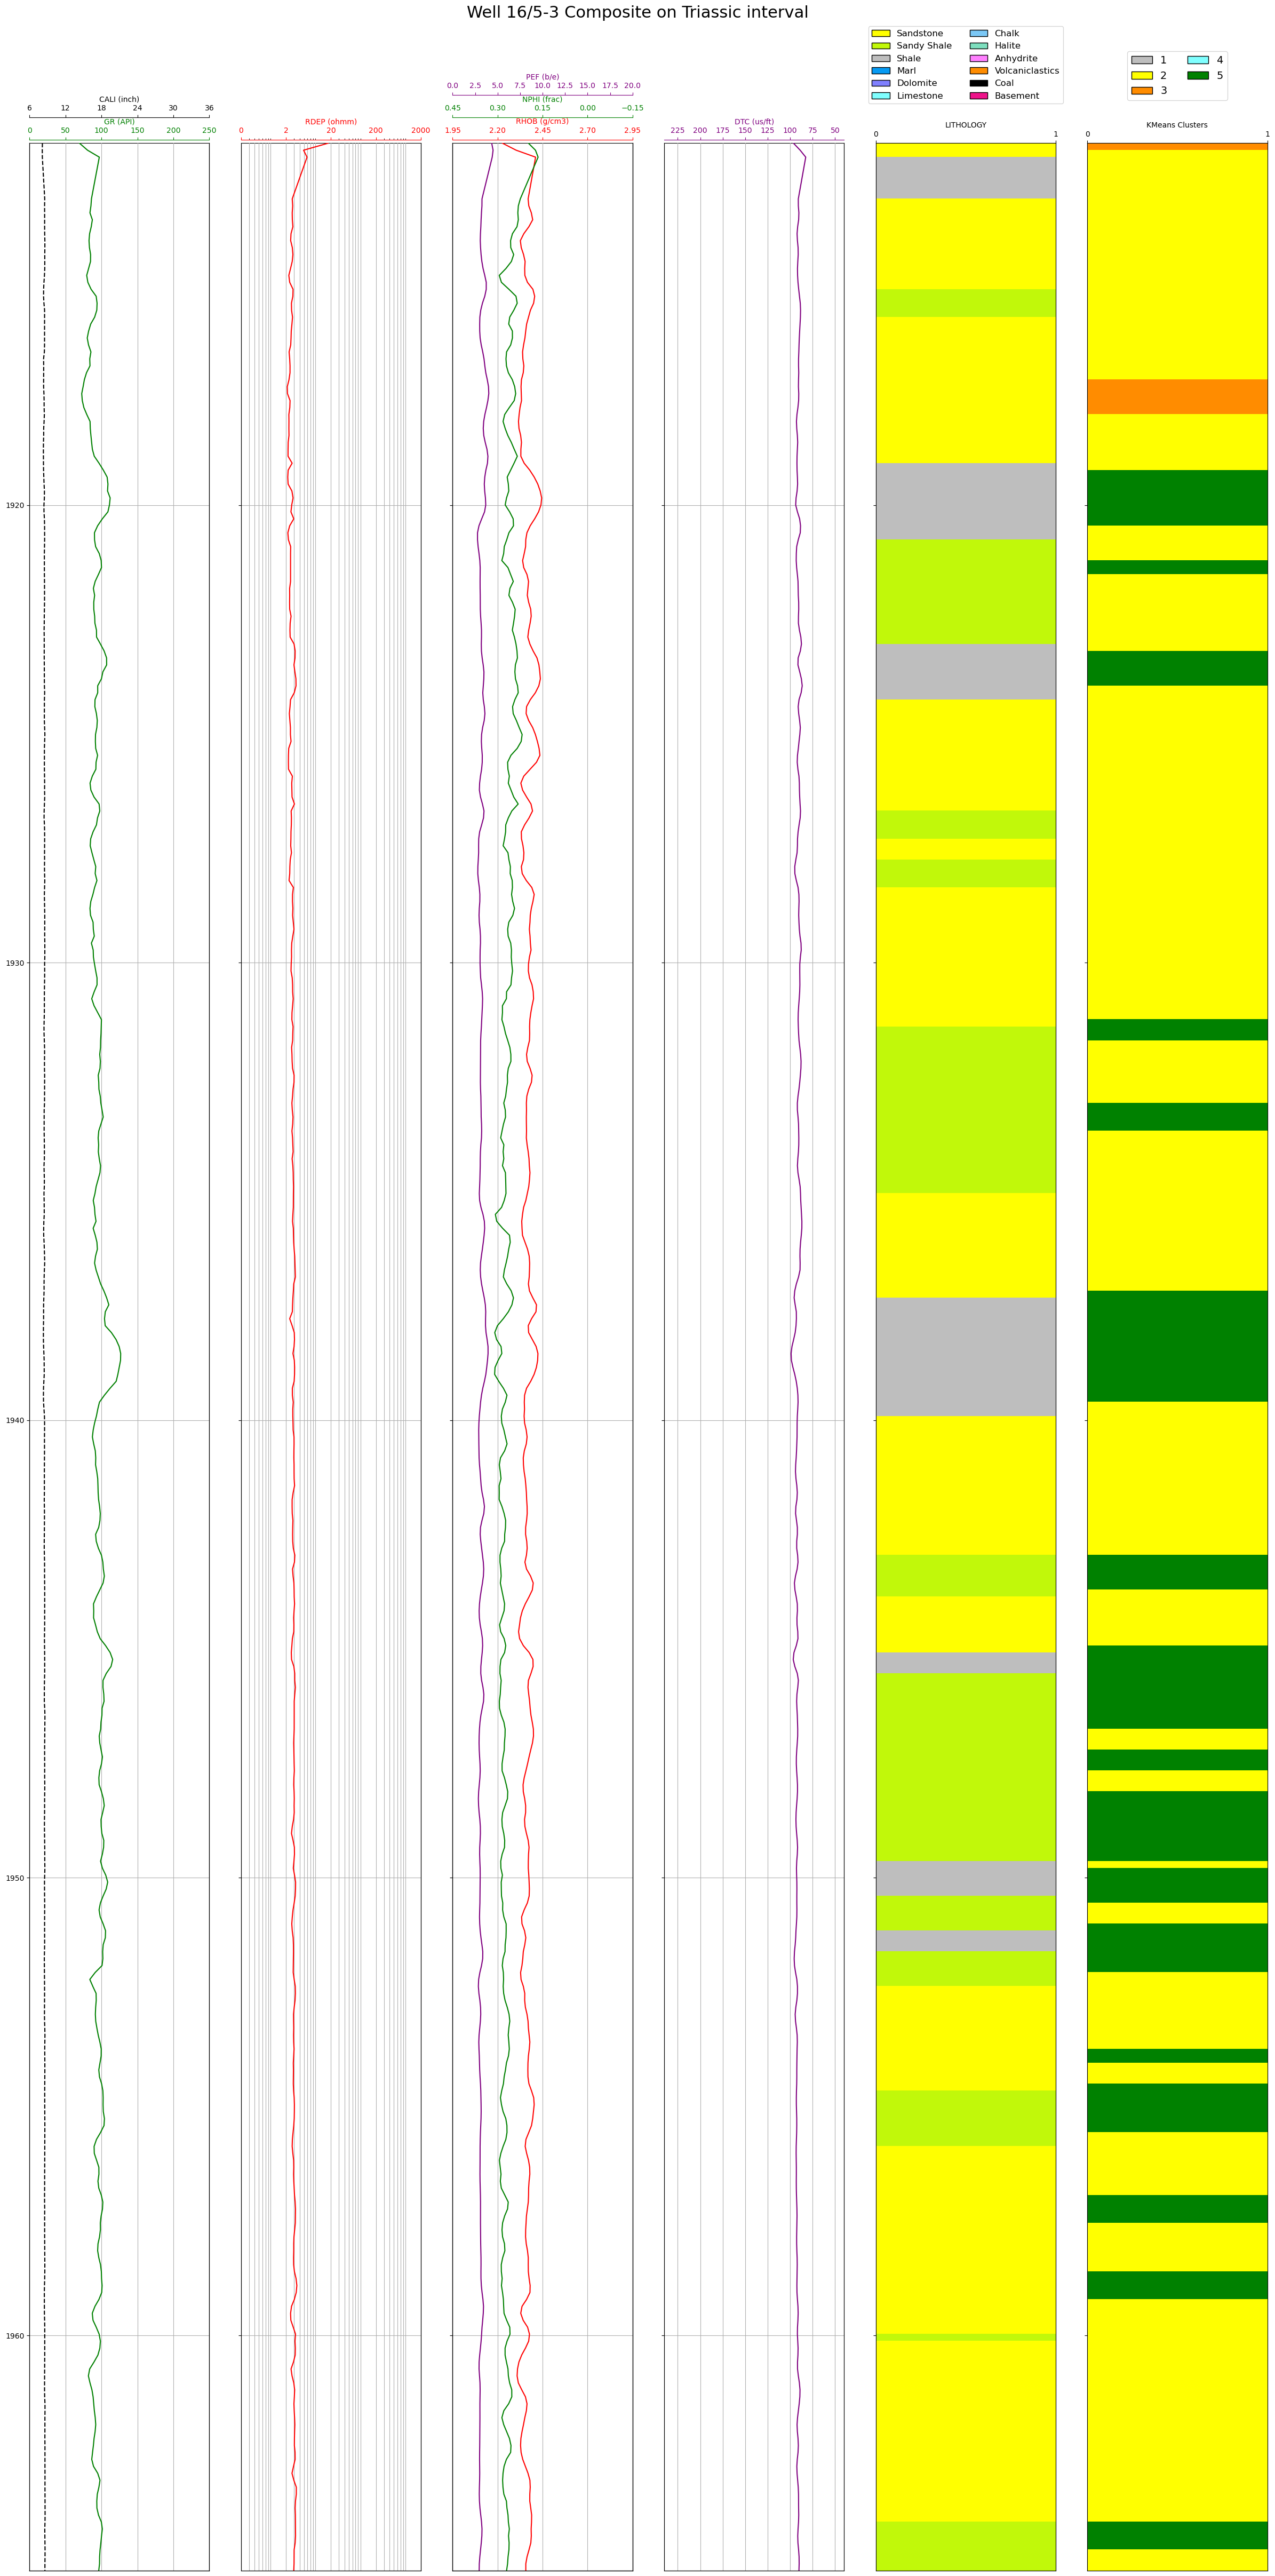 Well 16/5-3 Composite on Triassic interval
Sandstone Chalk
Sandy Shale Halite
Shale Anhydrite
Marl Volcaniclastics
Dolomite Coal
Limestone Basement
1 4
2 5
3
PEF (b/e)
0.0 2.5 5.0 7.5 10.0 12.5 15.0 17.5 20.0
CALI (inch)
6 12 18 24 30 36
NPHI (frac)
0.45 0.30 0.15 0.00 −0.15
GR (API)
0 50 100 150 200 250
RDEP (ohmm)
0 2 20 200 2000
RHOB (g/cm3)
1.95 2.20 2.45 2.70 2.95
DTC (us/ft)
225 200 175 150 125 100 75 50
LITHOLOGY
0 1
KMeans Clusters
0 1
1920
1930
1940
1950
1960